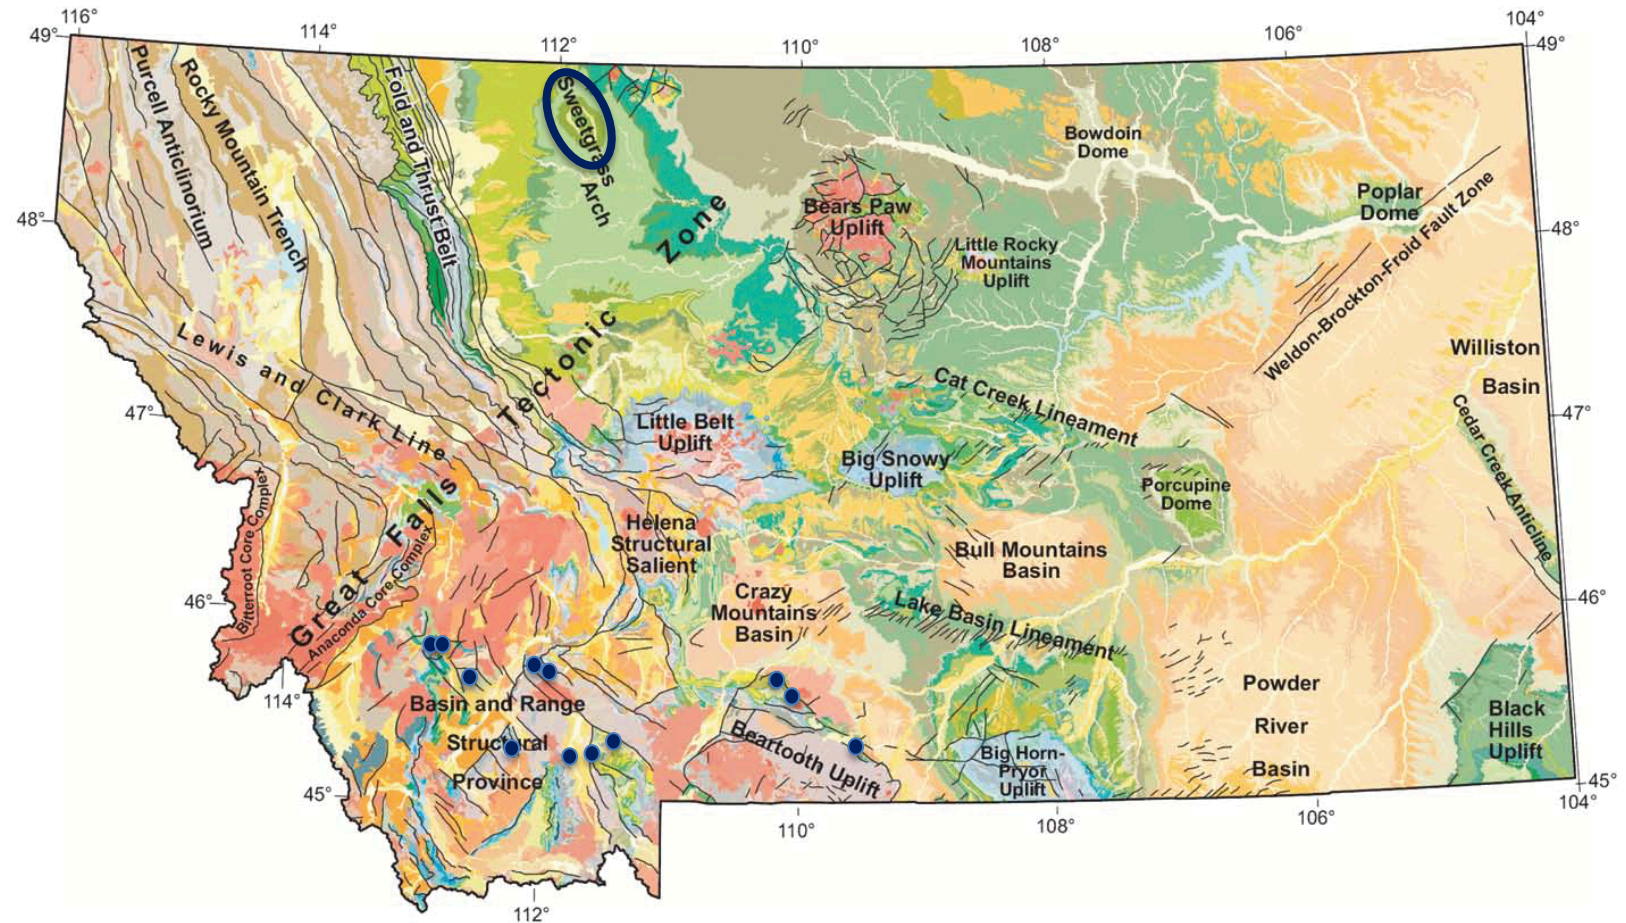 116°
114°
112°
110°
108°
106°
104°
49°
49°
Purcell Anticlinorium
Rocky Mountain Trench
Fold and Thrust Belt
Sweetgrass
Arch
Bowdoin
Dome
Poplar
Dome
Weldon-Brockton-Froid Fault Zone
48°
48°
Bears Paw
Uplift
Little Rocky
Mountains
Uplift
Great Falls Tectonic Zone
Lewis and Clark Line
Williston
Basin
Cat Creek Lineament
Cedar Creek Anticline
47°
47°
Little Belt
Uplift
Big Snowy
Uplift
Porcupine
Dome
Bitterroot Core Complex
Anaconda Core Complex
Helena
Structural
Salient
Bull Mountains
Basin
Crazy
Mountains
Basin
Lake Basin Lineament
46°
46°
114°
Basin and Range
Structural
Province
Beartooth Uplift
Big Horn-
Pryor
Uplift
Powder
River
Basin
Black
Hills
Uplift
45°
45°
112°
110°
108°
106°
104°